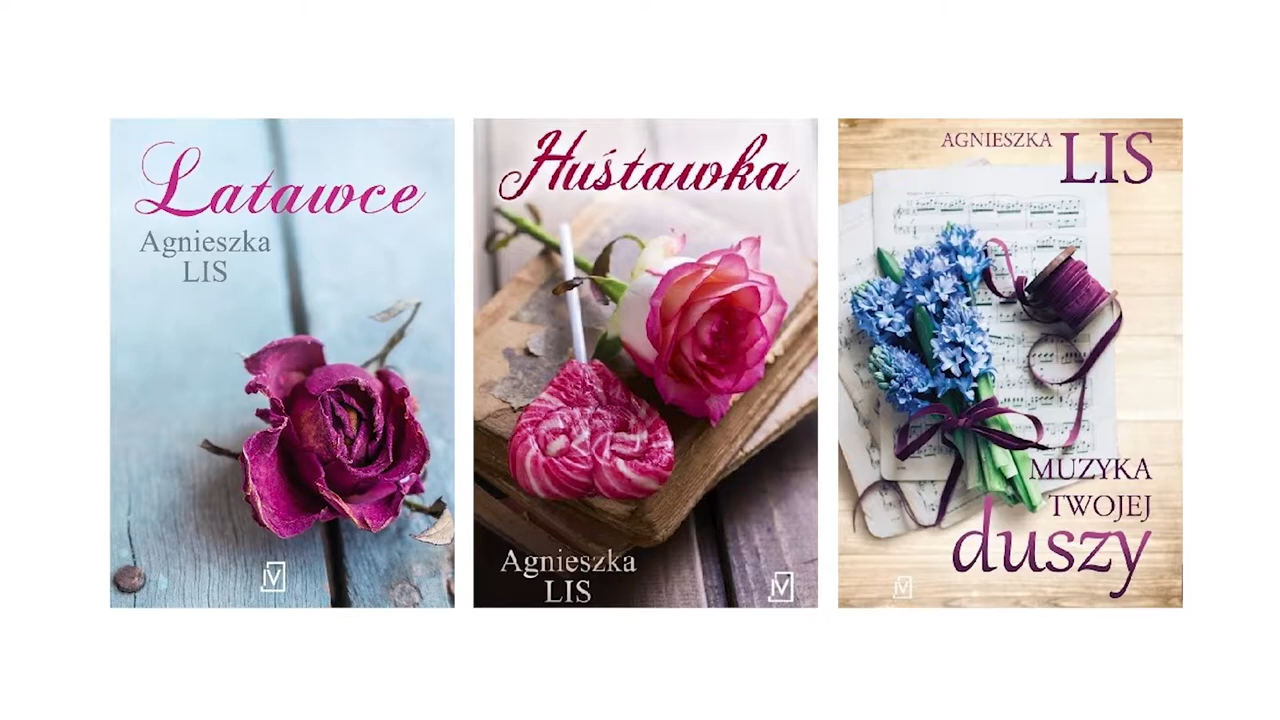 Latawce
Agnieszka
LIS
Huśtawka
Agnieszka
LIS
AGNIESZKA LIS
MUZYKA
TWOJEJ
duszy